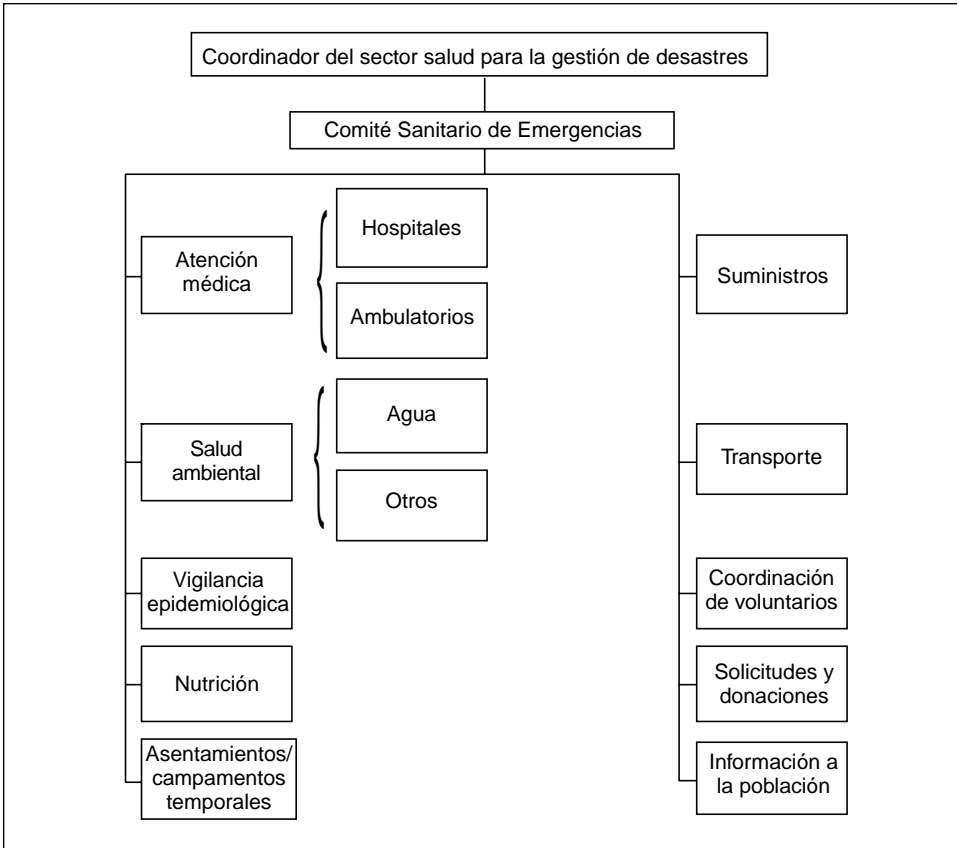 Coordinador del sector salud para la gestión de desastres
Comité Sanitario de Emergencias
Atención
médica
Hospitales
Ambulatorios
Salud
ambiental
Agua
Otros
Vigilancia
epidemiológica
Nutrición
Asentamientos/
campamentos
temporales
Suministros
Transporte
Coordinación
de voluntarios
Solicitudes y
donaciones
Información a
la población